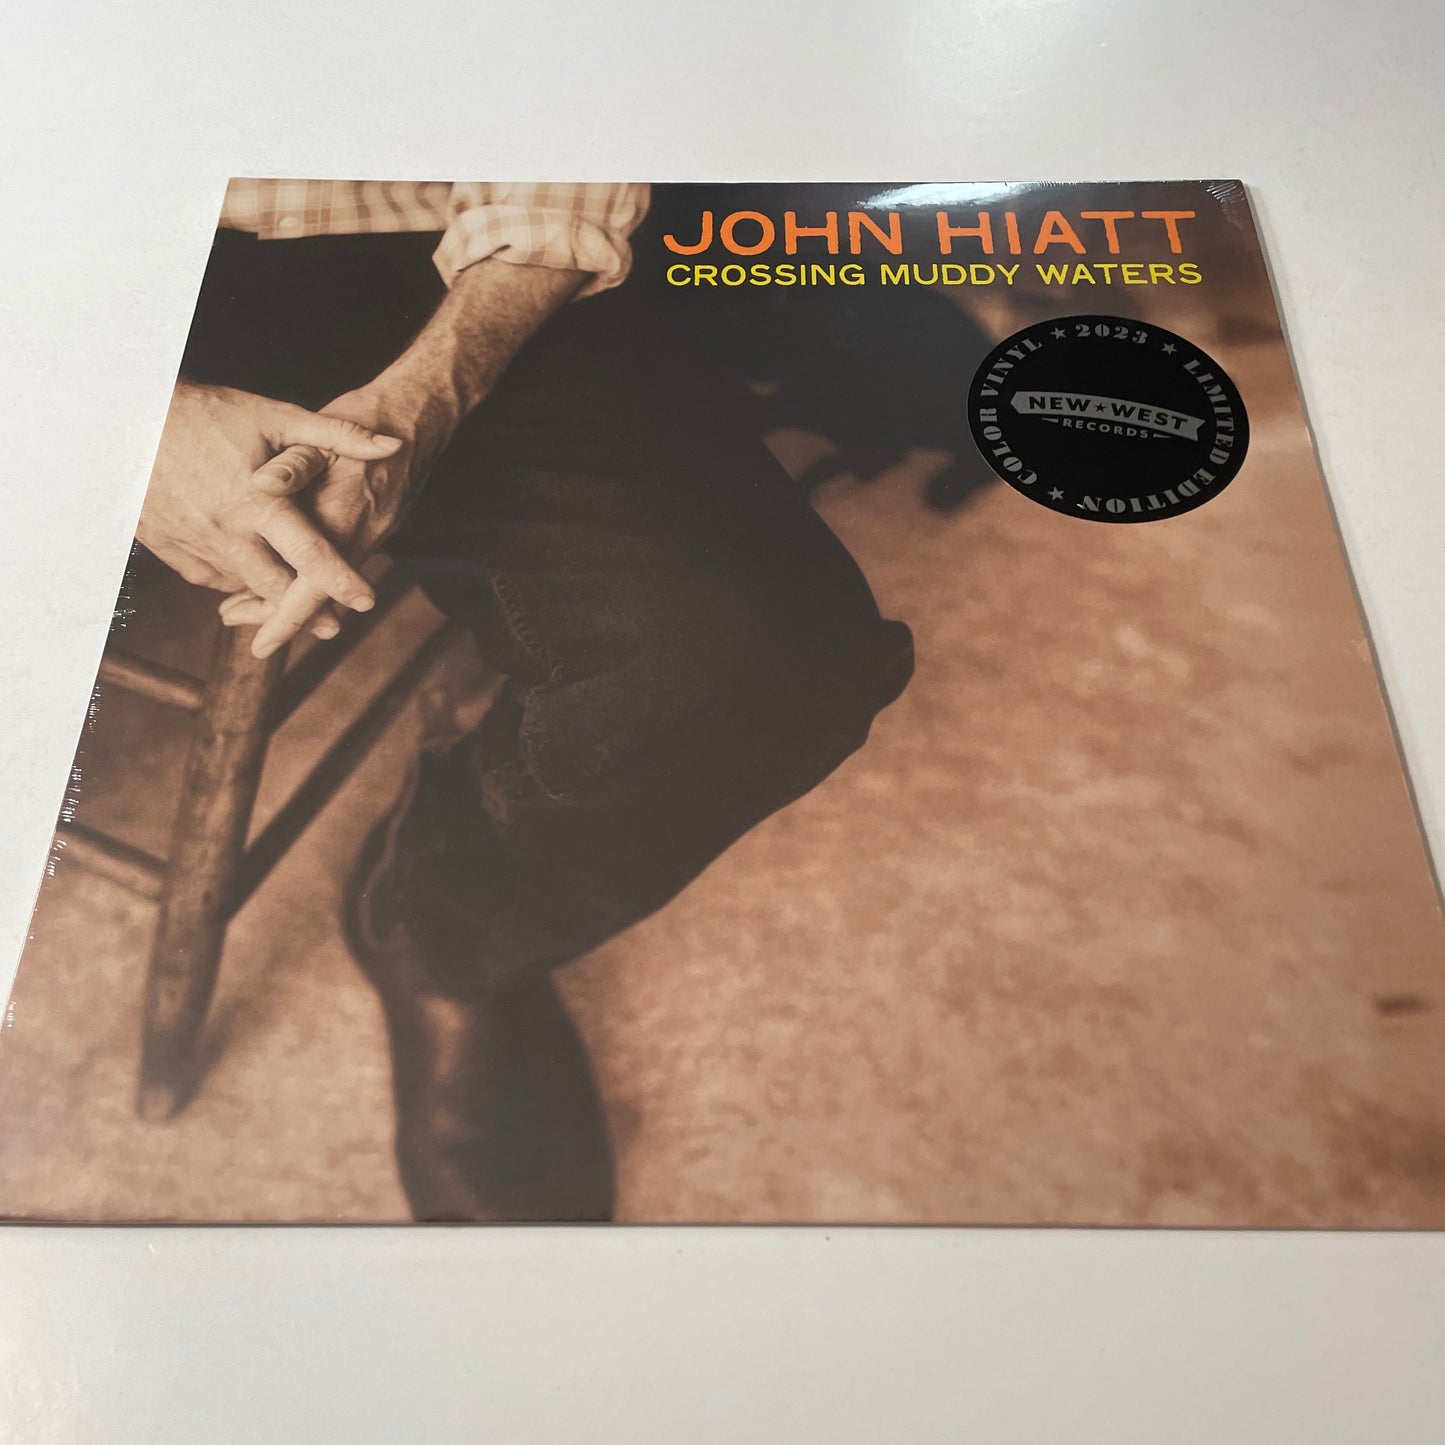 JOHN HIATT
CROSSING MUDDY WATERS
COLOR VINYL ★ 2023 ★ LIMITED EDITION ★
NEW★WEST
RECORDS